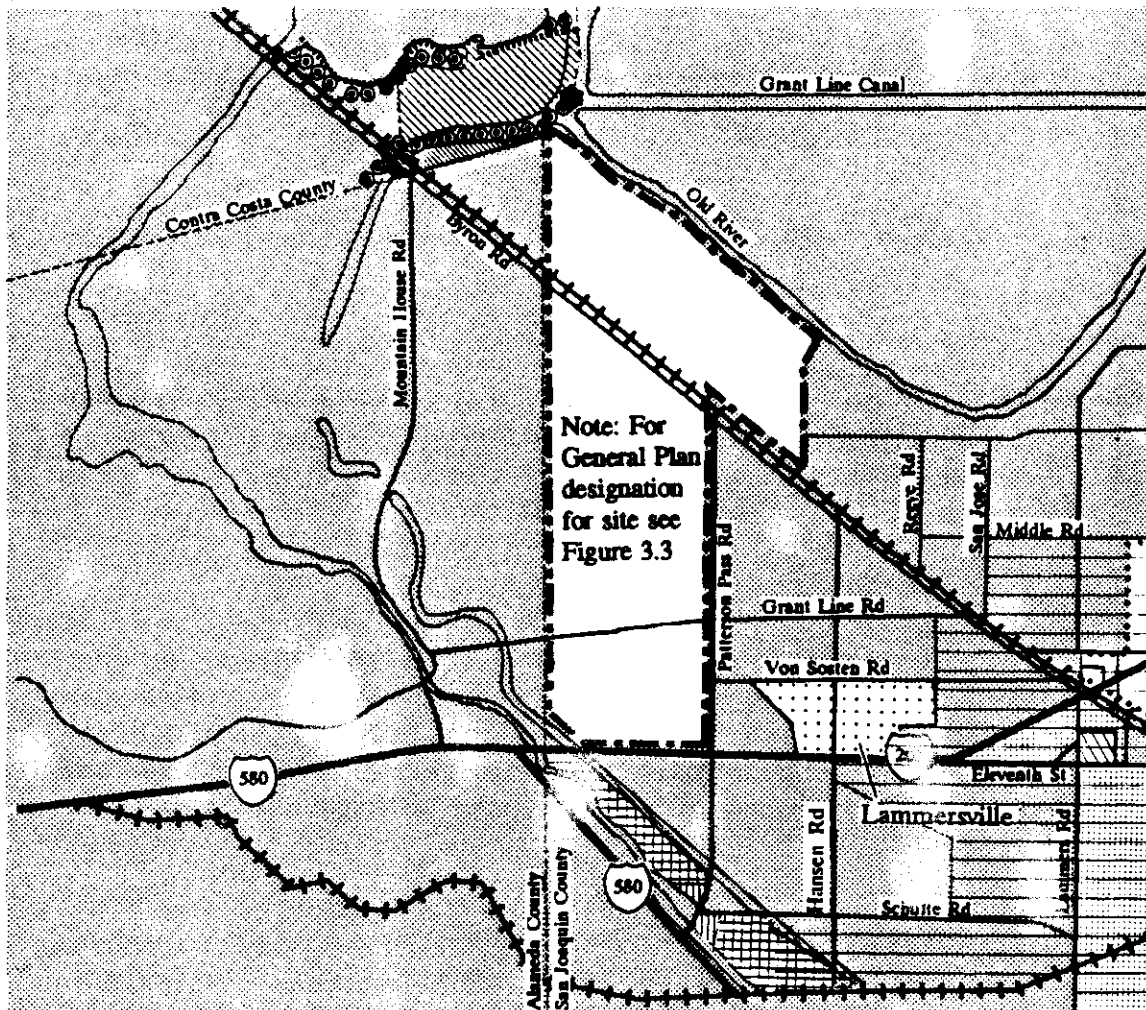 Grant Line Canal
Contra Costa County
Old River
Byron Rd
Mountain House Rd
Note: For
General Plan
designation
for site see
Figure 3.3
Patterson Pass Rd
Reeve Rd
San Jose Rd
Middle Rd
Grant Line Rd
Von Sosten Rd
580
Eleventh St
Lammersville
Hansen Rd
580
Schulte Rd
Alameda County
San Joaquin County